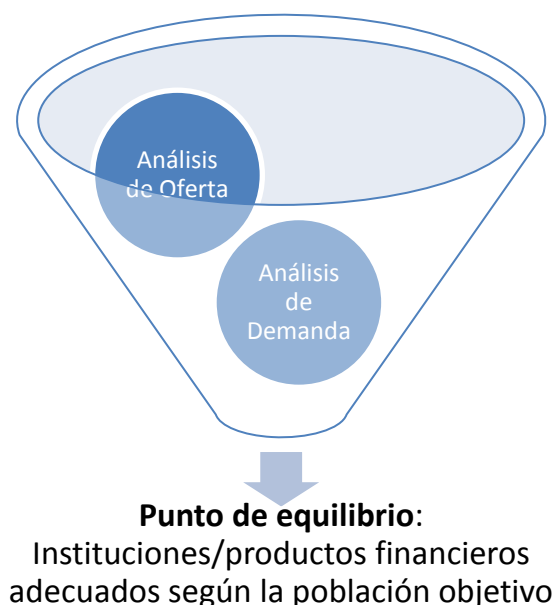 Análisis
de Oferta
Análisis
de
Demanda
Punto de equilibrio:
Instituciones/productos financieros
adecuados según la población objetivo